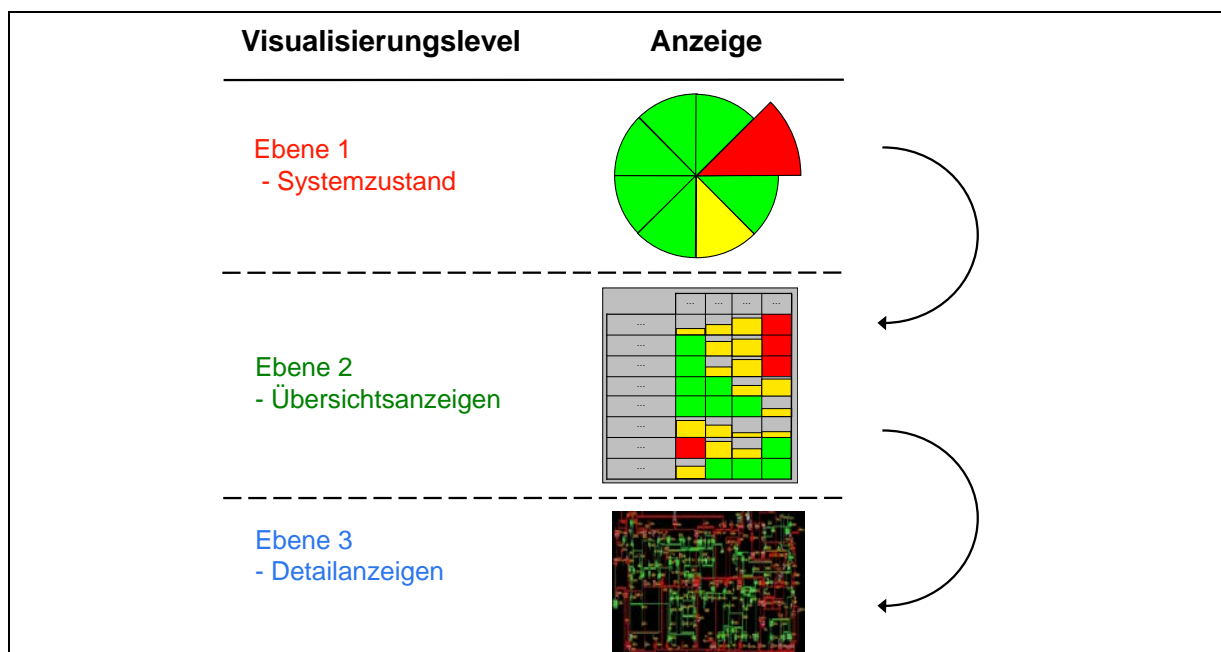 Visualisierungslevel Anzeige
Ebene 1
- Systemzustand
... ... ... ...
...
...
...
...
...
...
...
...
Ebene 2
- Übersichtsanzeigen
Ebene 3
- Detailanzeigen